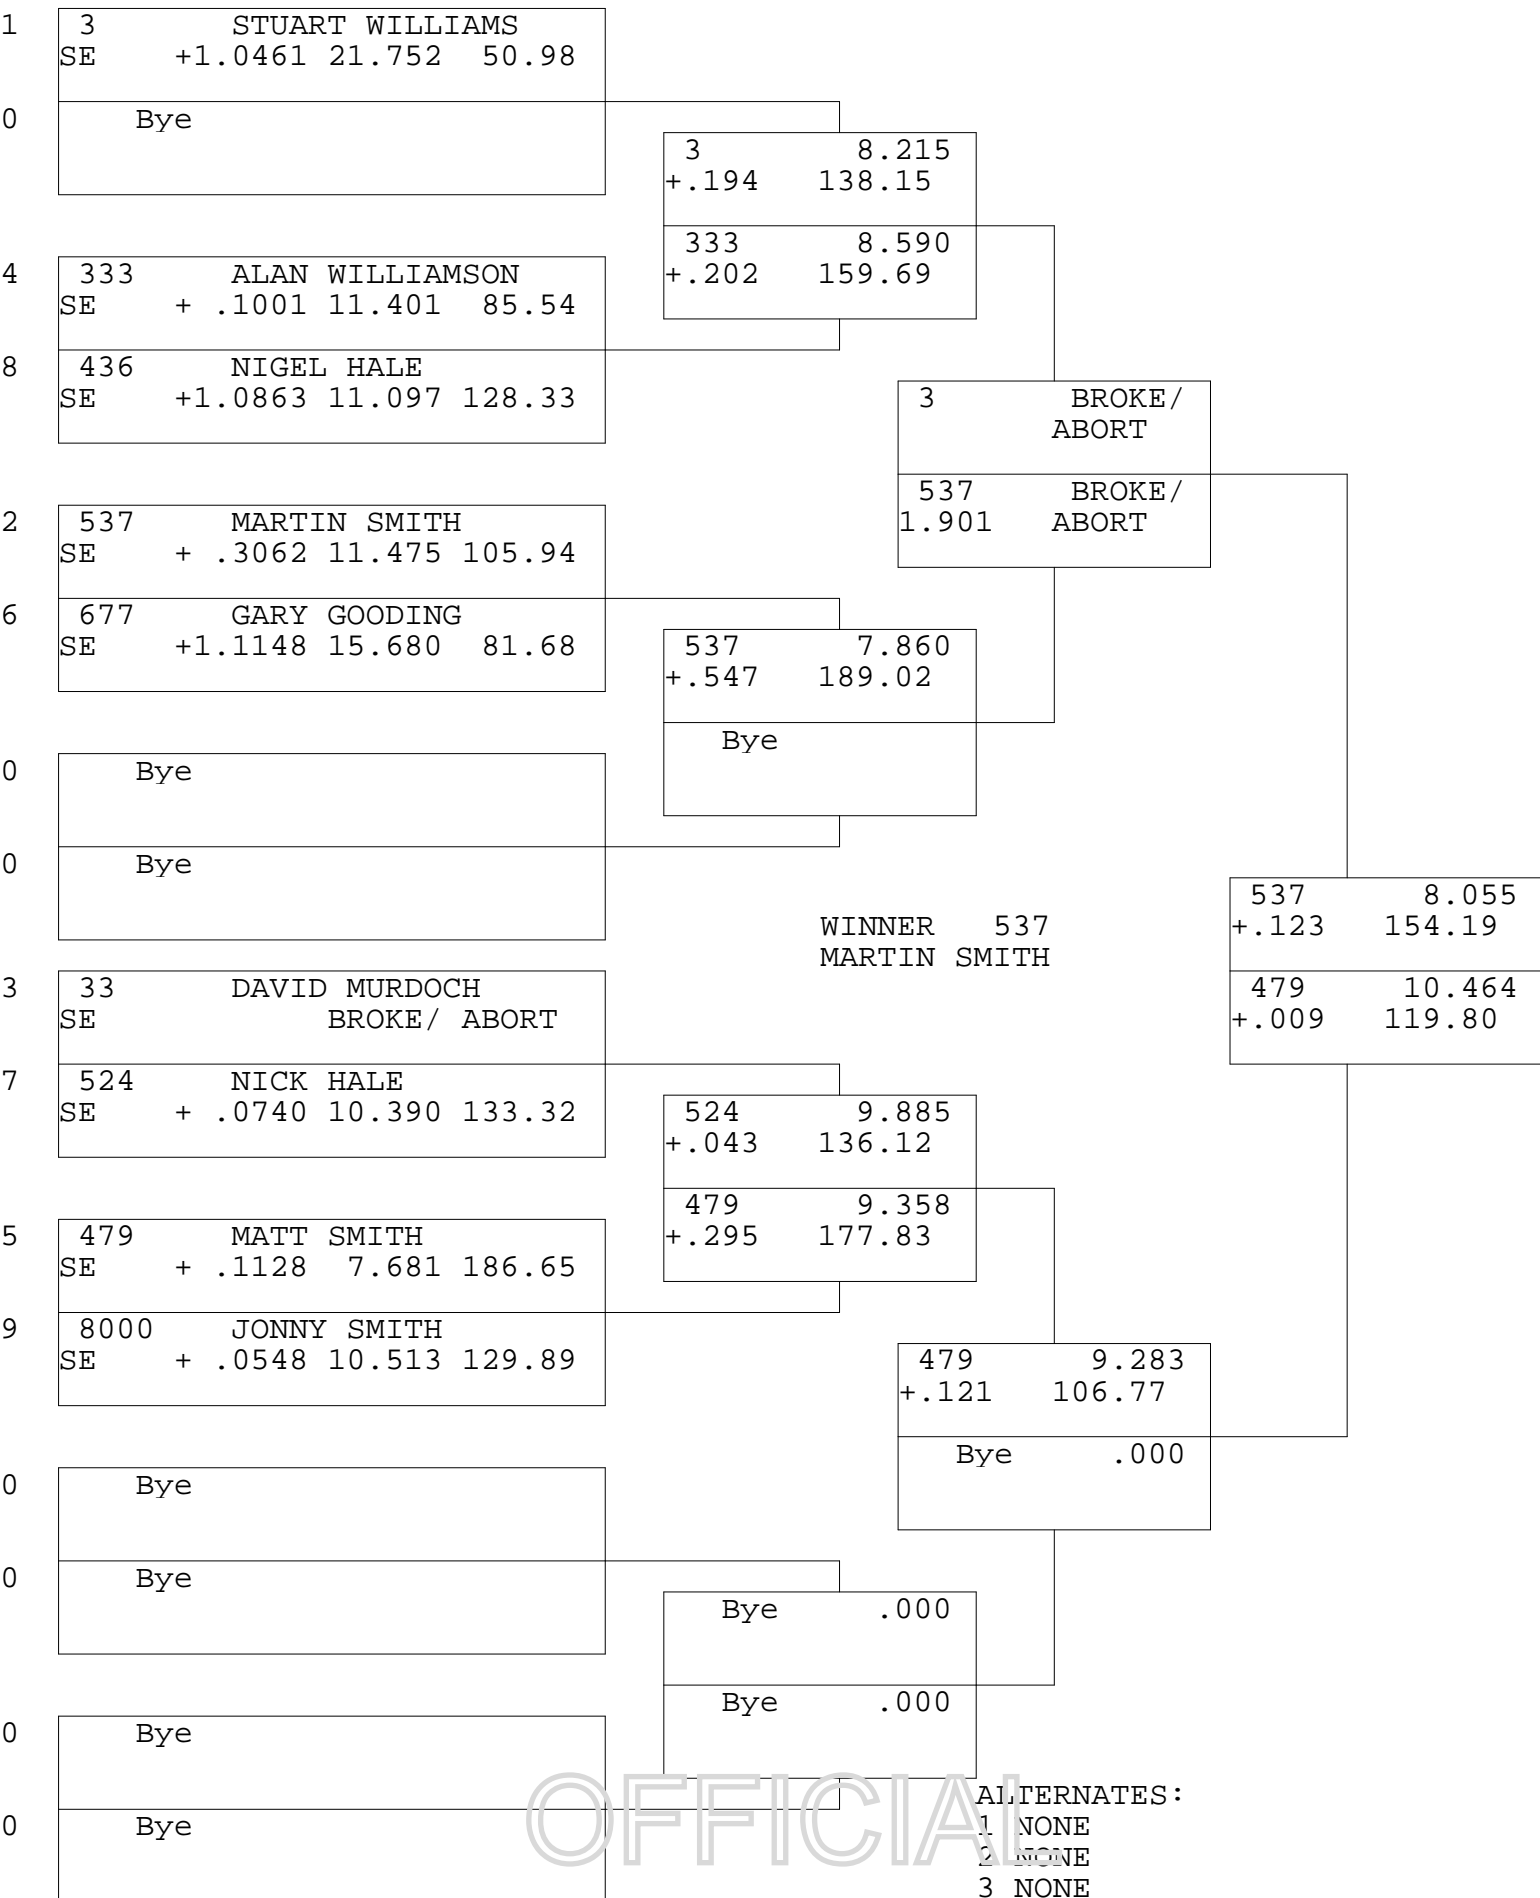 1 3 STUART WILLIAMS
SE +1.0461 21.752 50.98
0 Bye
3 8.215
+.194 138.15
333 8.590
+.202 159.69
4 333 ALAN WILLIAMSON
SE + .1001 11.401 85.54
8 436 NIGEL HALE
SE +1.0863 11.097 128.33
3 BROKE/
ABORT
537 BROKE/
1.901 ABORT
2 537 MARTIN SMITH
SE + .3062 11.475 105.94
6 677 GARY GOODING
SE +1.1148 15.680 81.68
537 7.860
+.547 189.02
Bye
0 Bye
0 Bye
WINNER 537
MARTIN SMITH
537 8.055
+.123 154.19
479 10.464
+.009 119.80
3 33 DAVID MURDOCH
SE BROKE/ ABORT
7 524 NICK HALE
SE + .0740 10.390 133.32
524 9.885
+.043 136.12
479 9.358
+.295 177.83
5 479 MATT SMITH
SE + .1128 7.681 186.65
9 8000 JONNY SMITH
SE + .0548 10.513 129.89
479 9.283
+.121 106.77
Bye .000
0 Bye
0 Bye
Bye .000
Bye .000
0 Bye
0 Bye
OFFICIAL
ALTERNATES:
1 NONE
2 NONE
3 NONE